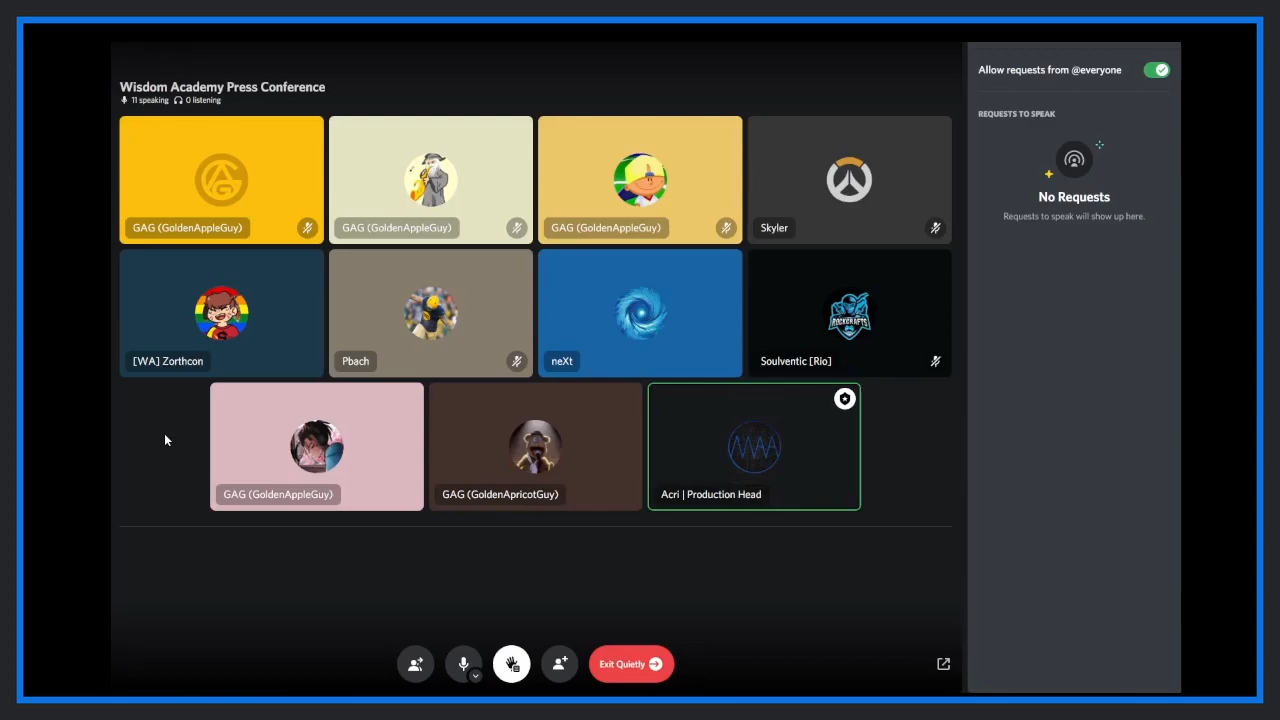 Wisdom Academy Press Conference
11 speaking 0 listening
Allow requests from @everyone
REQUESTS TO SPEAK
No Requests
Requests to speak will show up here.
GAG (GoldenAppleGuy)
GAG (GoldenAppleGuy)
GAG (GoldenAppleGuy)
Skyler
[WA] Zorthcon
Pbach
neXt
ROCKCRAFTS
Soulventic [Rio]
GAG (GoldenAppleGuy)
GAG (GoldenApricotGuy)
Acri | Production Head
Exit Quietly